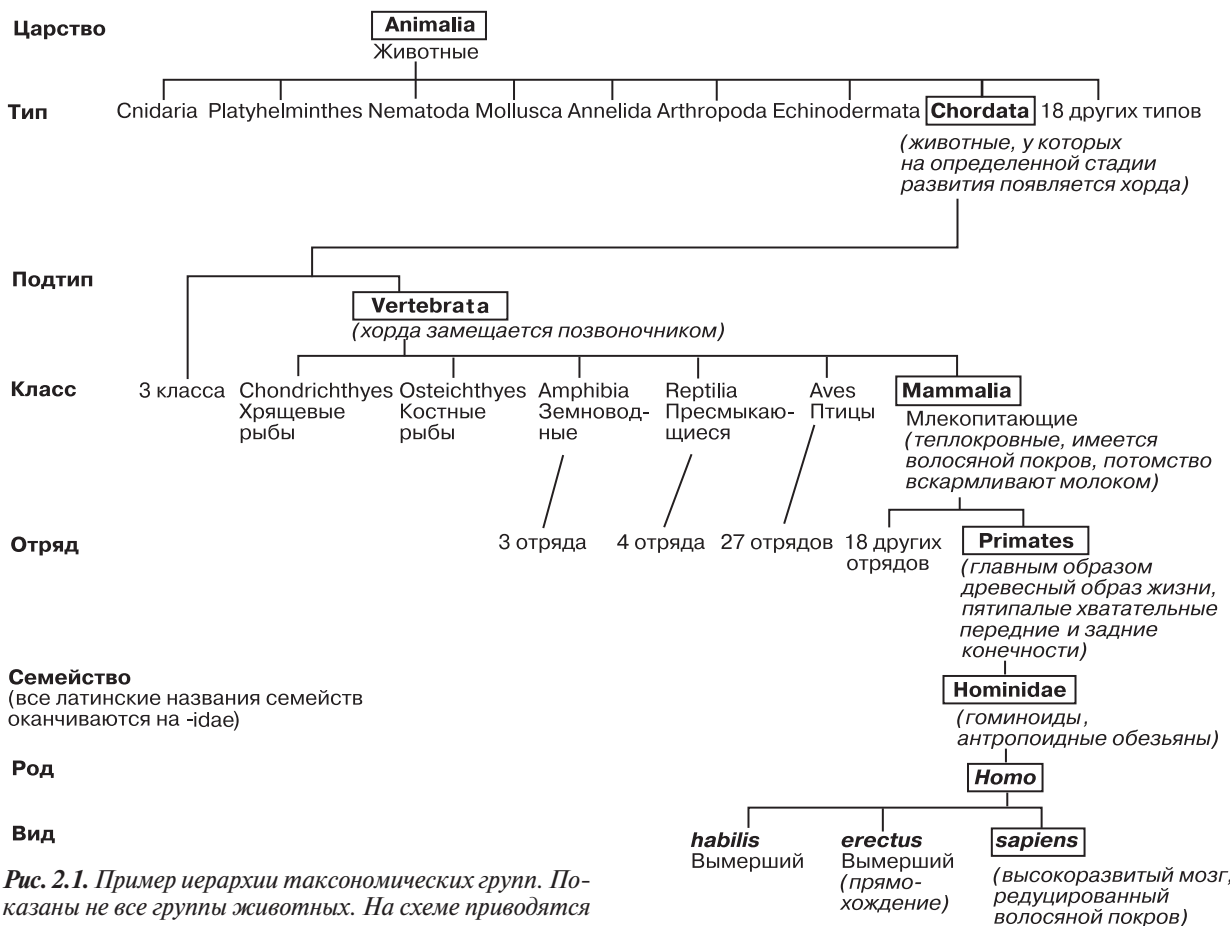 Царство
Animalia
Животные
Тип
Cnidaria Platyhelminthes Nematoda Mollusca Annelida Arthropoda Echinodermata Chordata 18 других типов
(животные, у которых
на определенной стадии
развития появляется хорда)
Подтип
Vertebrata
(хорда замещается позвоночником)
Класс
3 класса
Chondrichthyes
Хрящевые
рыбы
Osteichthyes
Костные
рыбы
Amphibia
Земновод-
ные
Reptilia
Пресмыкаю-
щиеся
Aves
Птицы
Mammalia
Млекопитающие
(теплокровные, имеется
волосяной покров, потомство
вскармливают молоком)
Отряд
3 отряда
4 отряда
27 отрядов
18 других
отрядов
Primates
(главным образом
древесный образ жизни,
пятипалые хватательные
передние и задние
конечности)
Семейство
(все латинские названия семейств
оканчиваются на -idae)
Hominidae
(гоминоиды,
антропоидные обезьяны)
Род
Homo
Вид
habilis
Вымерший
erectus
Вымерший
(прямо-
хождение)
sapiens
(высокоразвитый мозг,
редуцированный
волосяной покров)
Рис. 2.1. Пример иерархии таксономических групп. По-
казаны не все группы животных. На схеме приводятся